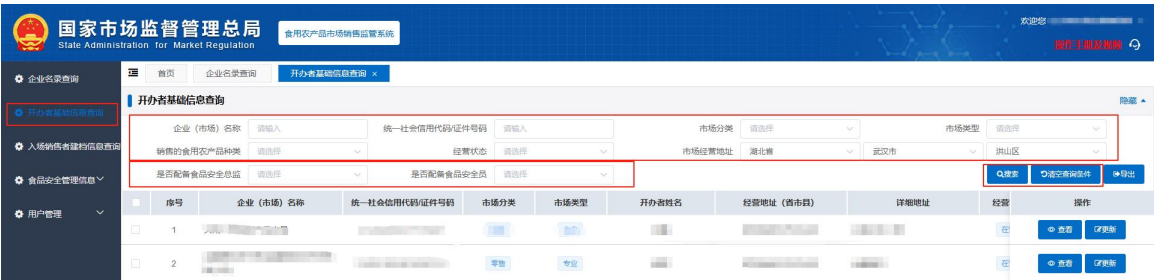 国家市场监督管理总局
State Administration for Market Regulation
食用农产品市场销售监管系统
欢迎您
操作手册及视频
企业名录查询
开办者基础信息查询
入场销售者建档信息查询
食品安全管理信息
用户管理
首页 企业名录查询 开办者基础信息查询 ×
开办者基础信息查询 隐藏
企业（市场）名称 请输入 统一社会信用代码/证件号码 请输入 市场分类 请选择 市场类型 请选择
销售的食用农产品种类 请选择 经营状态 请选择 市场经营地址 湖北省 武汉市 洪山区
是否配备食品安全总监 请选择 是否配备食品安全员 请选择 搜索 清空查询条件 导出
序号 企业（市场）名称 统一社会信用代码/证件号码 市场分类 市场类型 开办者姓名 经营地址（省市县） 详细地址 经营 操作
1 在 查看 更新
2 零售 专业 在 查看 更新